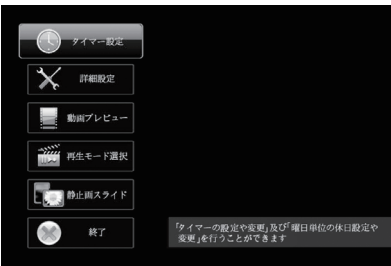 タイマー設定
詳細設定
動画プレビュー
再生モード選択
静止画スライド
終了
「タイマーの設定や変更」及び「曜日単位の休日設定や
変更」を行うことができます